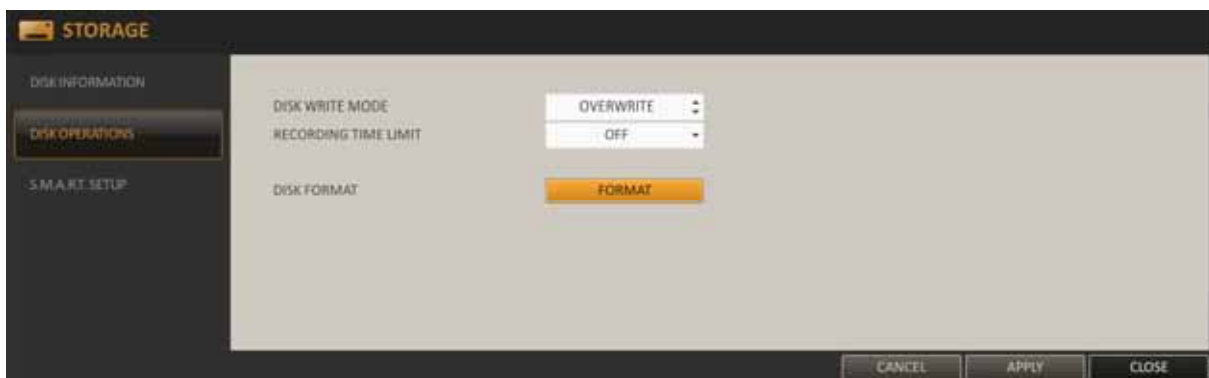 STORAGE
DISK INFORMATION
DISK OPERATIONS
S.M.A.R.T. SETUP
DISK WRITE MODE OVERWRITE
RECORDING TIME LIMIT OFF
DISK FORMAT FORMAT
CANCEL APPLY CLOSE